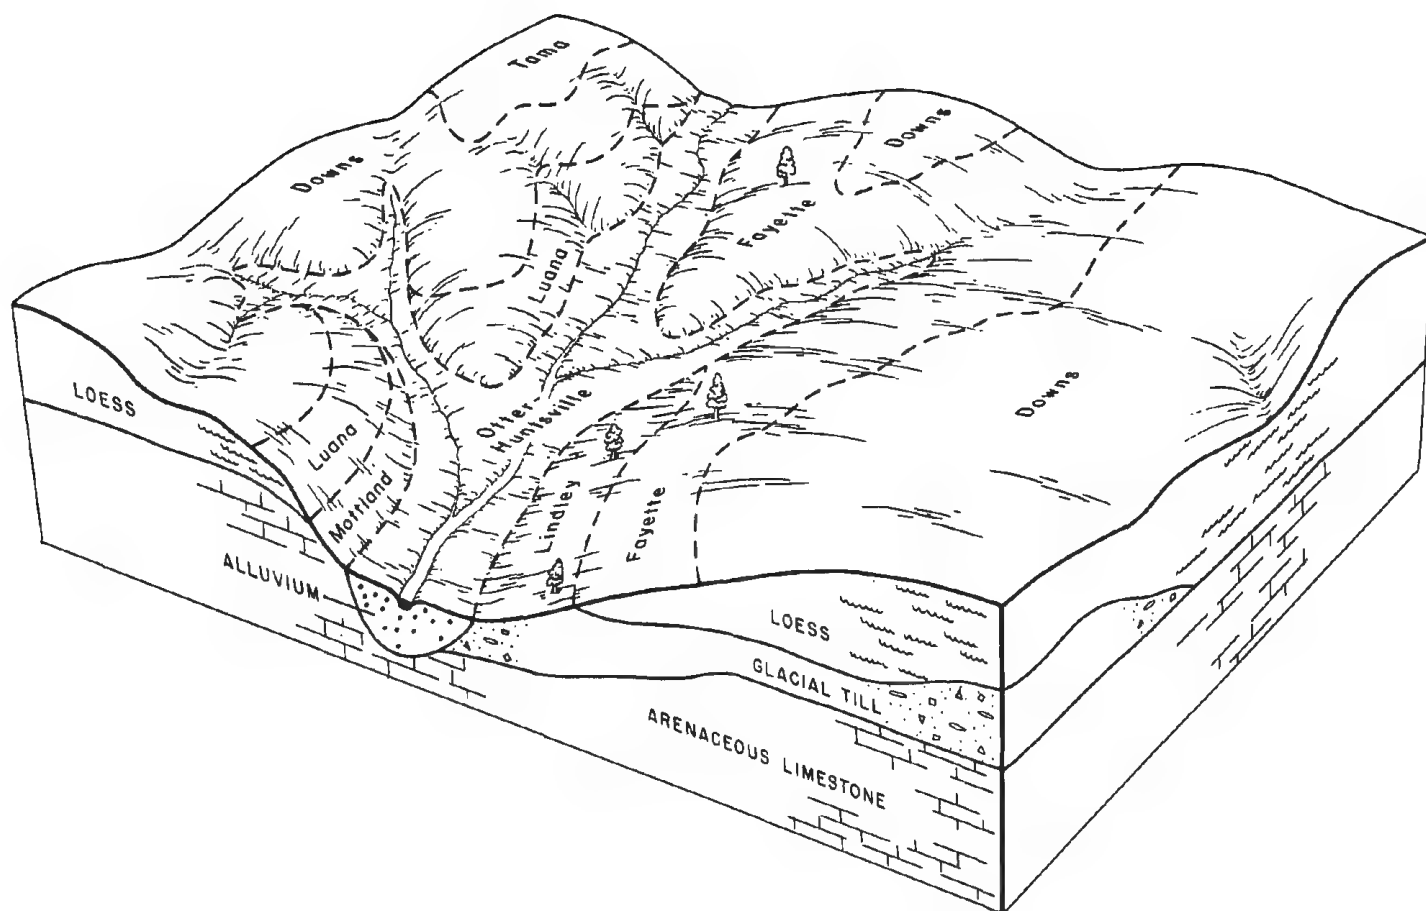 Tama
Downs
Downs
Fayette
Luana
Downs
LOESS
Otter
Huntsville
Luana
Mottland
Lindley
Fayette
ALLUVIUM
LOESS
GLACIAL TILL
ARENACEOUS LIMESTONE